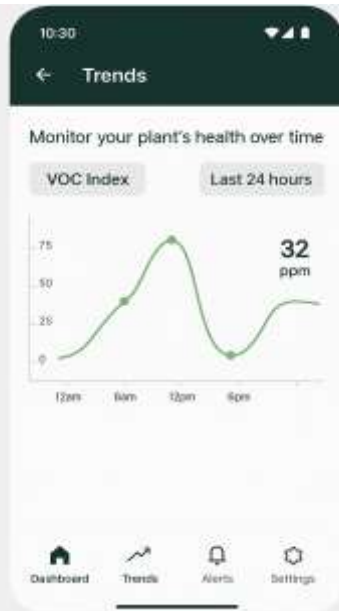 10:30
Trends
Monitor your plant's health over time
VOC Index
Last 24 hours
75
32
ppm
50
25
0
12am 6am 12pm 6pm
Dashboard Trends Alerts Settings